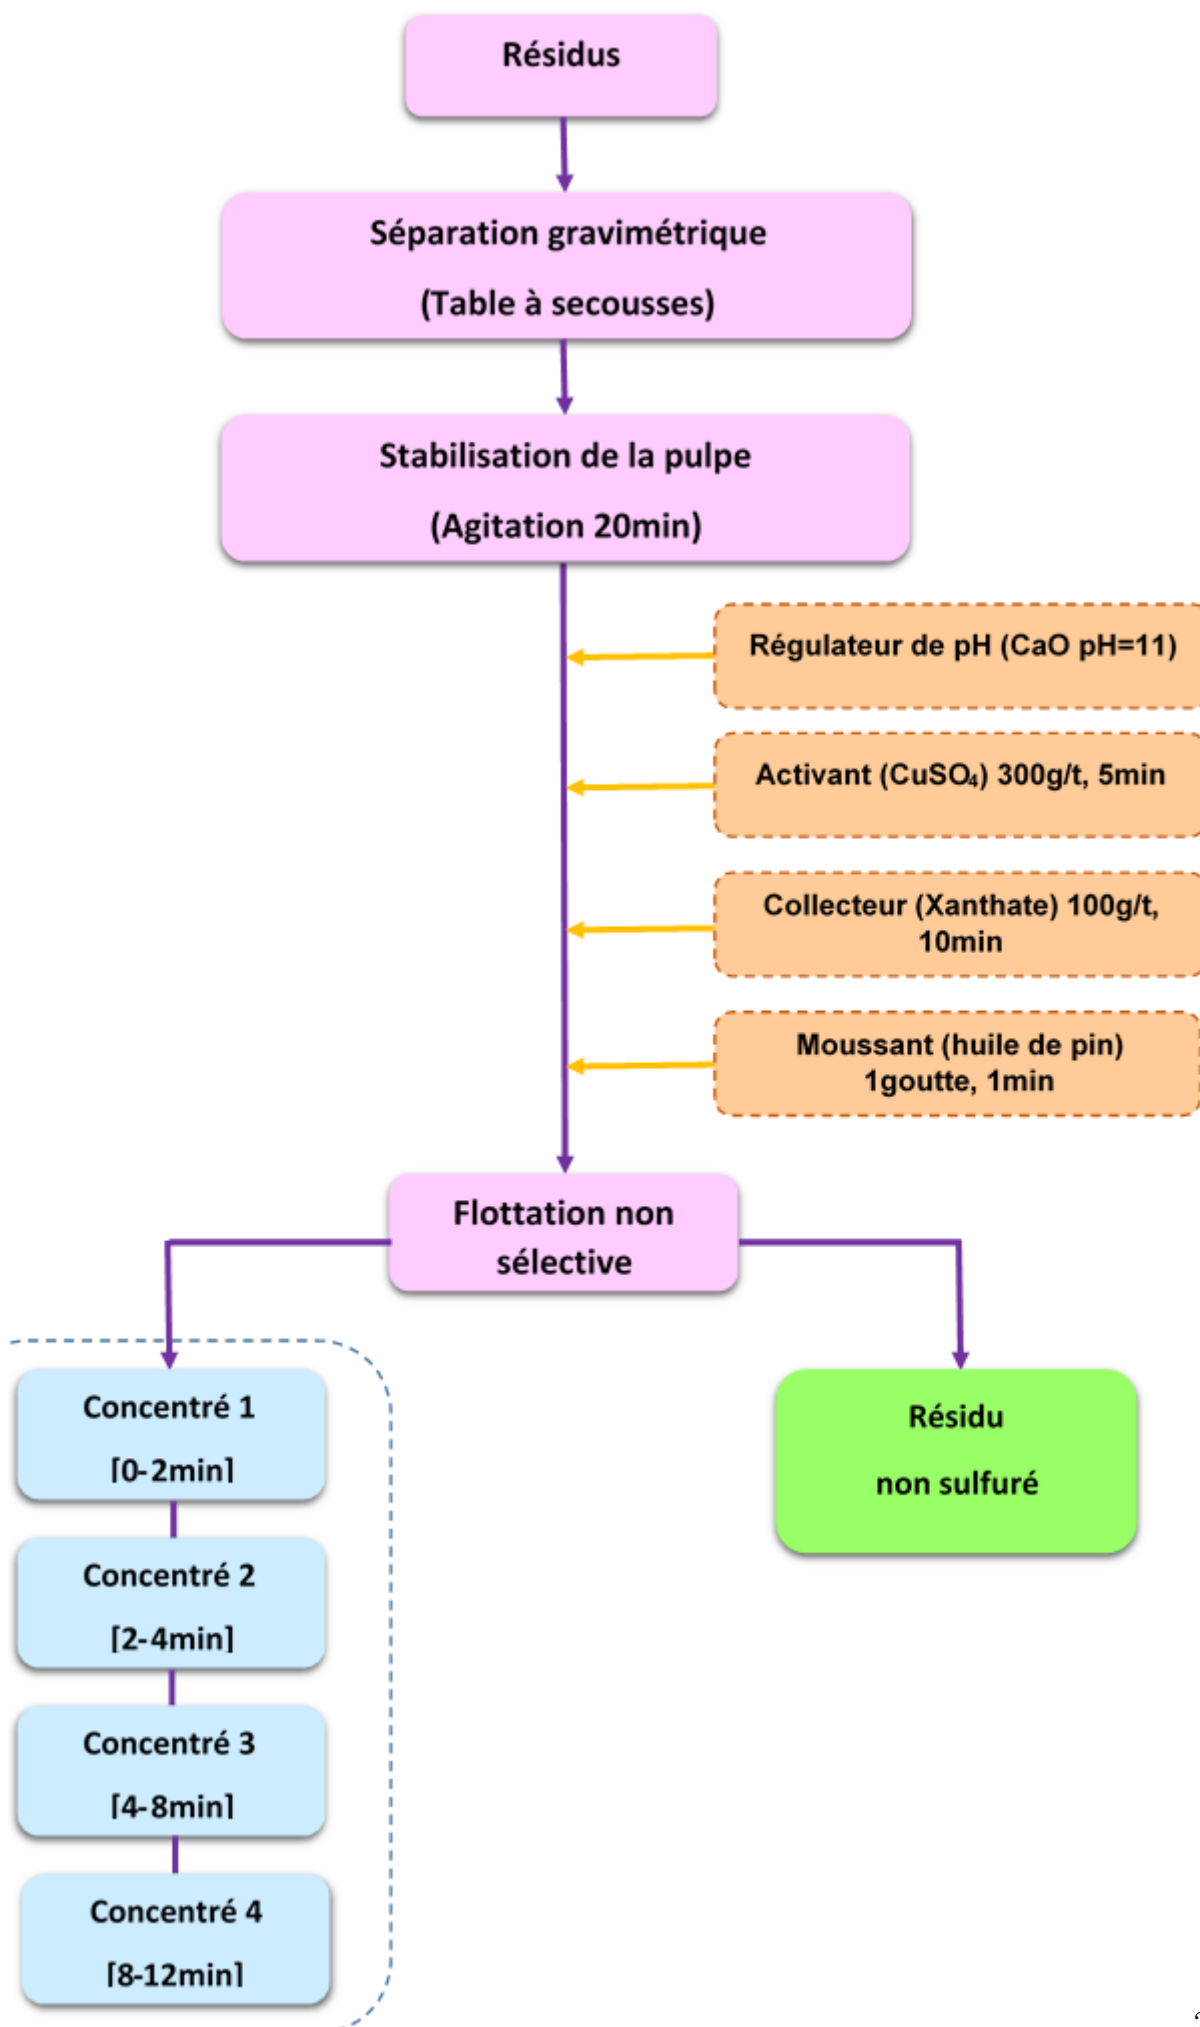 Résidus
Séparation gravimétrique
(Table à secousses)
Stabilisation de la pulpe
(Agitation 20min)
Régulateur de pH (CaO pH=11)
Activant (CuSO₄) 300g/t, 5min
Collecteur (Xanthate) 100g/t,
10min
Moussant (huile de pin)
1goutte, 1min
Flottation non
sélective
Concentré 1
[0-2min]
Concentré 2
[2-4min]
Concentré 3
[4-8min]
Concentré 4
[8-12min]
Résidu
non sulfuré